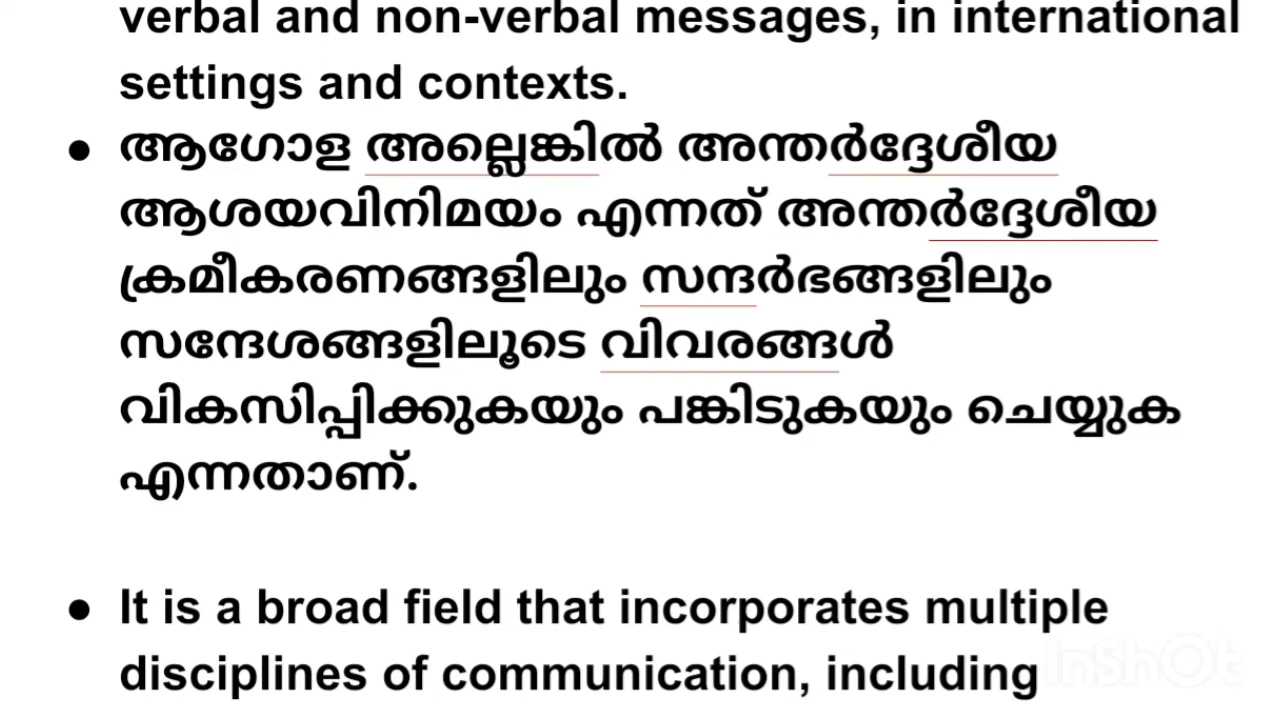 verbal and non-verbal messages, in international
settings and contexts.
● ആഗോള അല്ലെങ്കിൽ അന്തർദ്ദേശീയ
ആശയവിനിമയം എന്നത് അന്തർദ്ദേശീയ
ക്രമീകരണങ്ങളിലും സന്ദർഭങ്ങളിലും
സന്ദേശങ്ങളിലൂടെ വിവരങ്ങൾ
വികസിപ്പിക്കുകയും പങ്കിടുകയും ചെയ്യുക
എന്നതാണ്.
● It is a broad field that incorporates multiple
disciplines of communication, including
InShOt